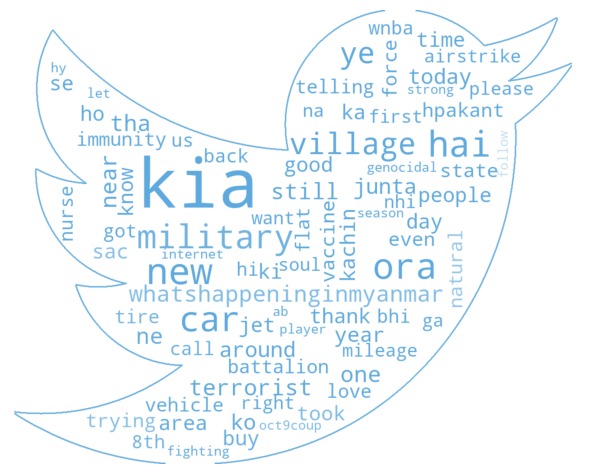 wnba
ye force time
airstrike
hy
se telling today
let strong please
ho tha na ka first hpakant
immunity us village hai
back follow
near know kia good genocidal state
nurse still junta nhi people
want flat vaccine kachin season day
got military even
sac internet natural
new hiki soul ora
whatshappeninginmyanmar
tire car jet ab thank bhi ga
ne player year
call around mileage
battalion one
terrorist love
vehicle right took
trying area ko oct9coup
8th fighting buy